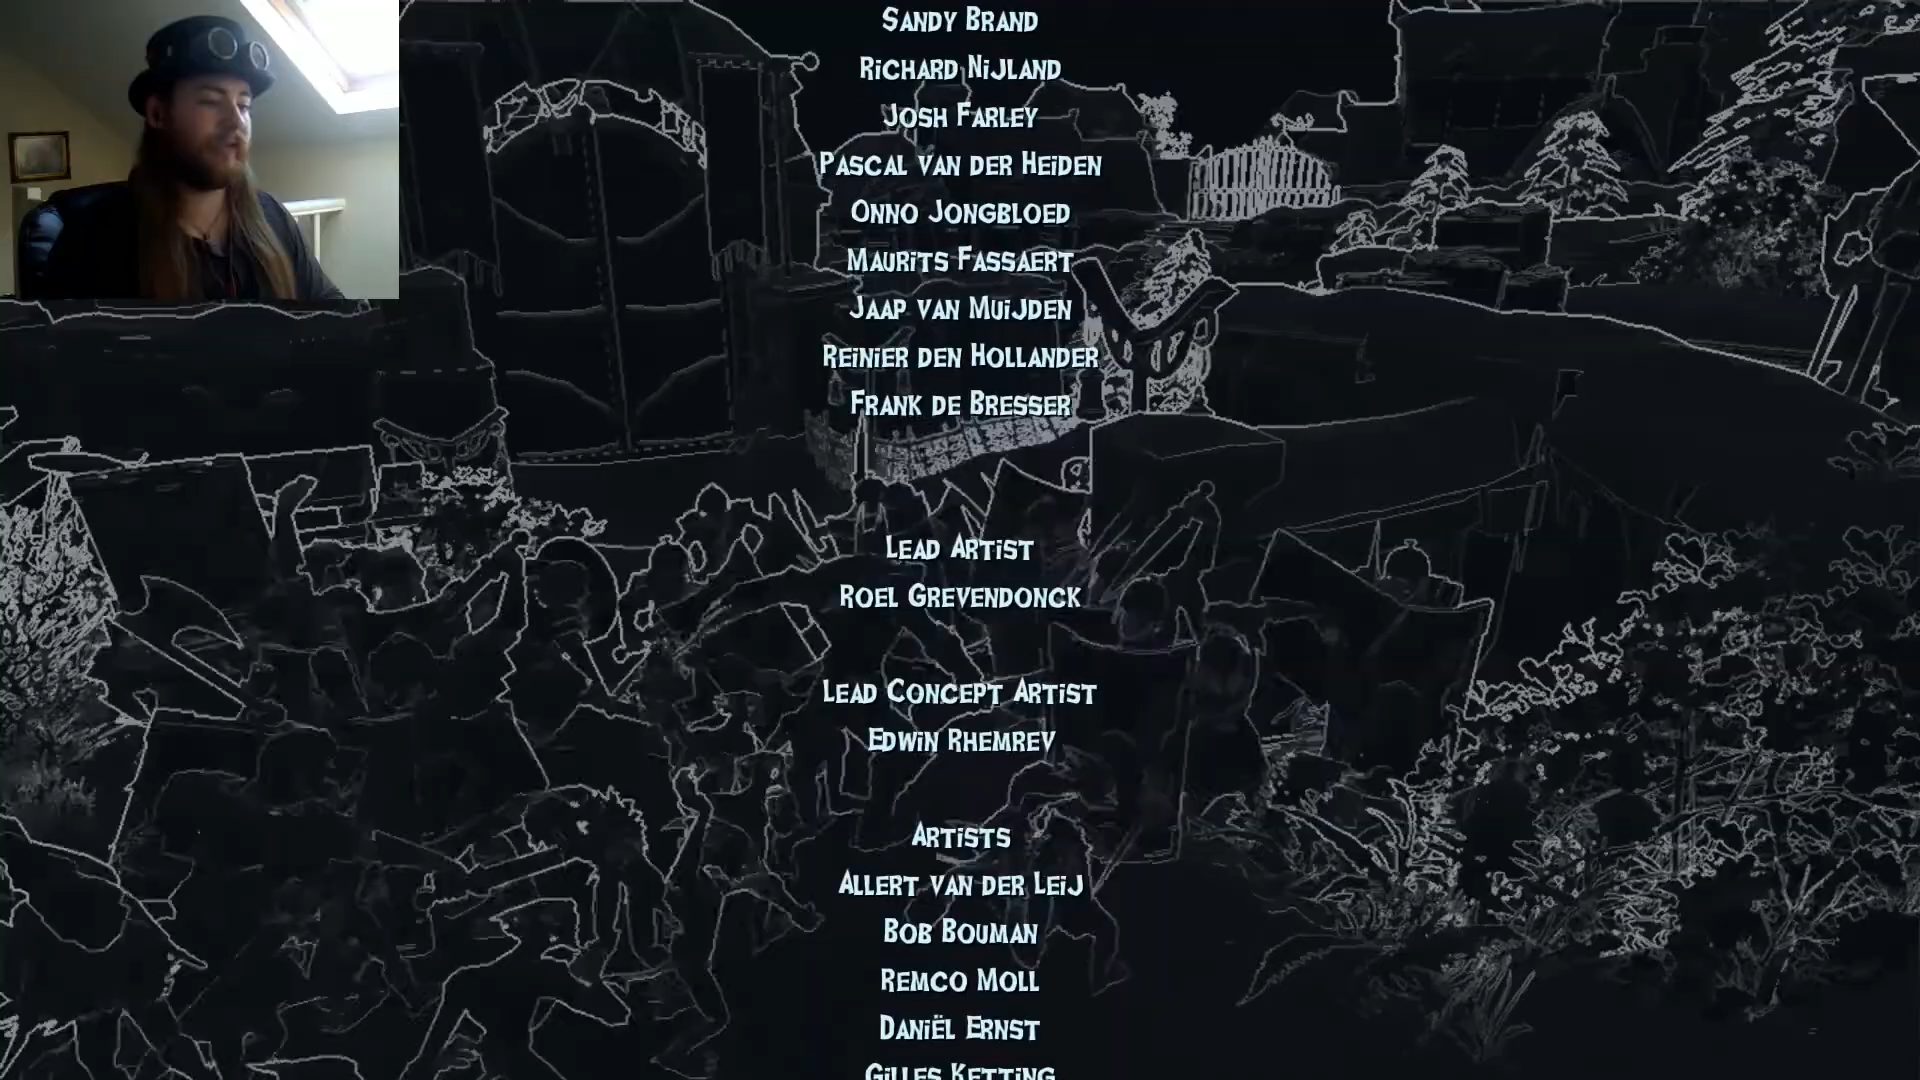 Sandy Brand
Richard Nijland
Josh Farley
Pascal van der Heiden
Onno Jongbloed
Maurits Fassaert
Jaap van Muijden
Reinier den Hollander
Frank de Bresser
Lead Artist
Roel Grevendonck
Lead Concept Artist
Edwin Rhemrev
Artists
Allert van der Leij
Bob Bouman
Remco Moll
Daniël Ernst
Gilles Ketting